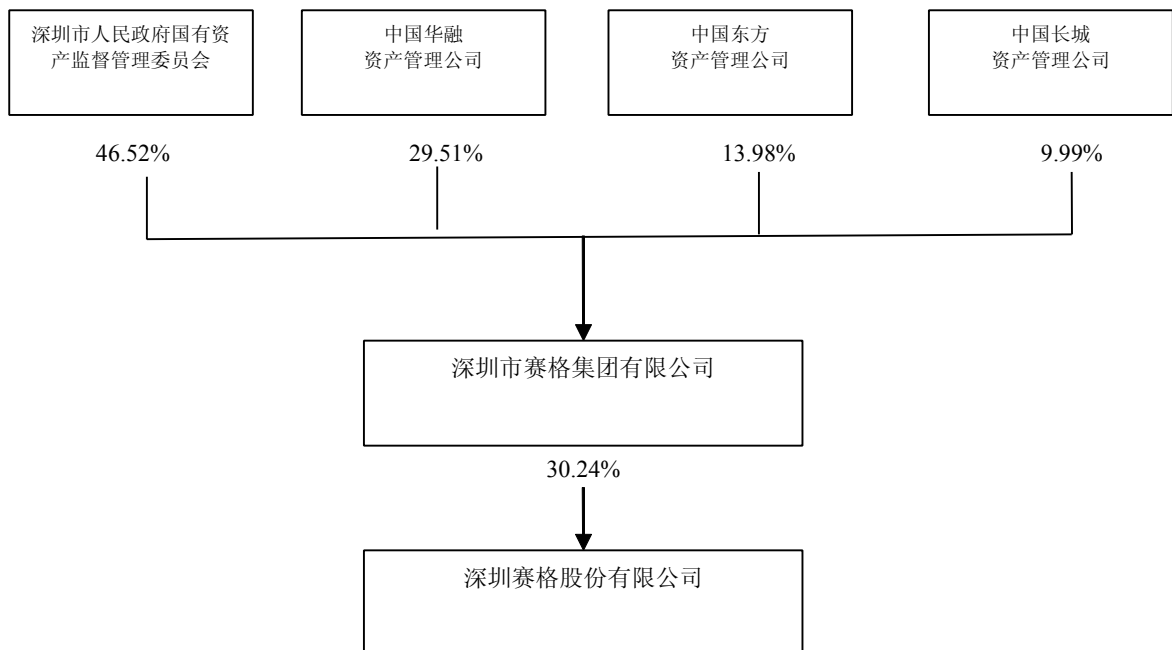 深圳市人民政府国有资
产监督管理委员会
中国华融
资产管理公司
中国东方
资产管理公司
中国长城
资产管理公司
46.52%
29.51%
13.98%
9.99%
深圳市赛格集团有限公司
30.24%
深圳赛格股份有限公司